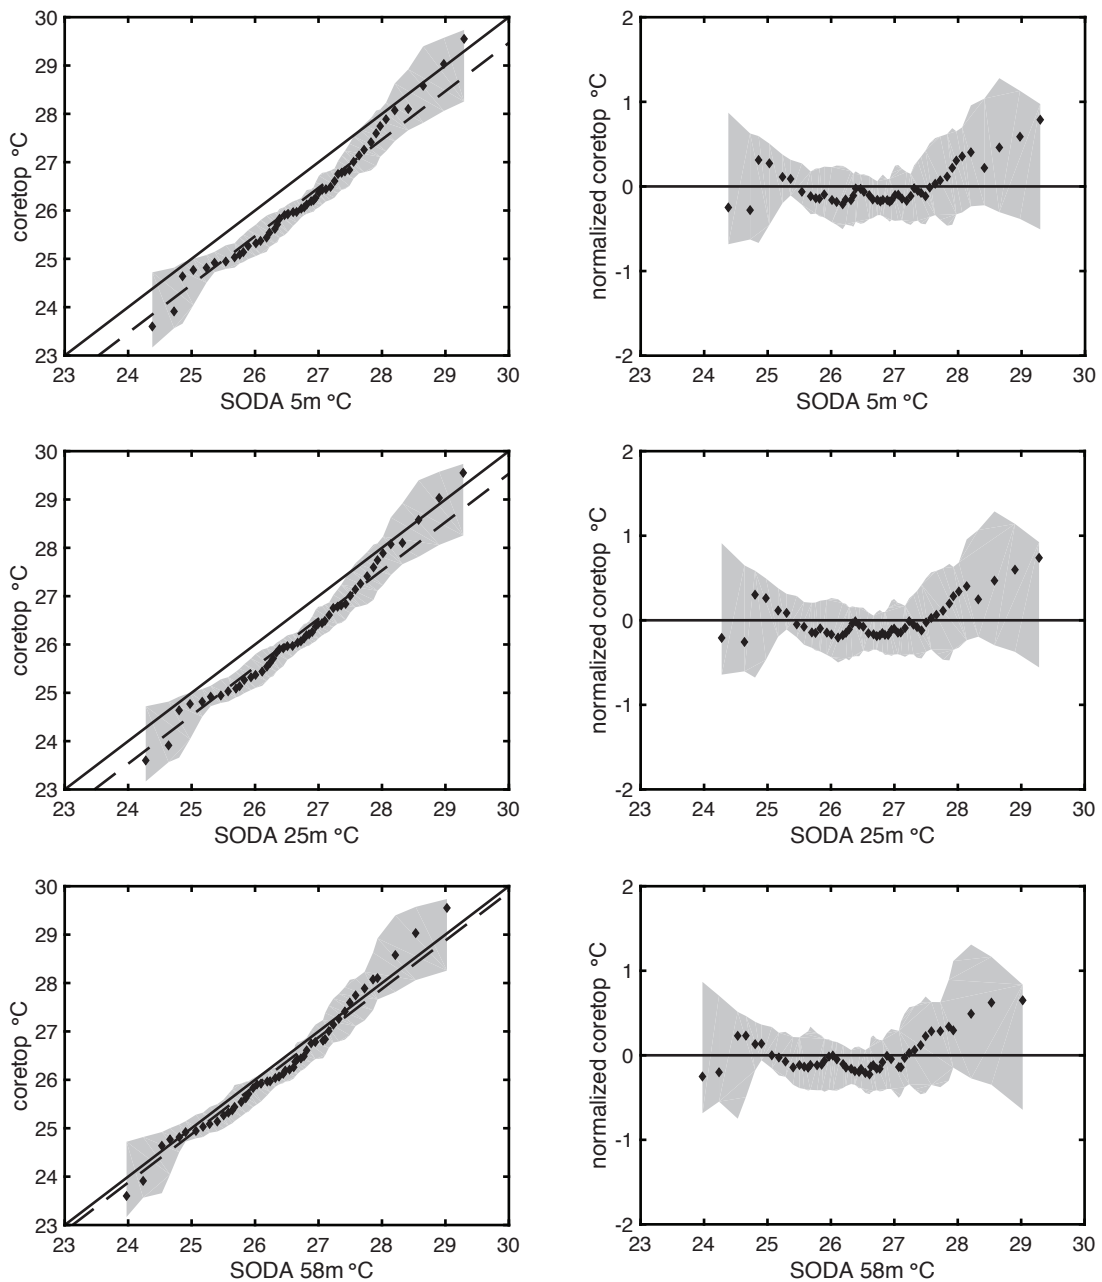 30
29
28
27
26
25
24
23
coretop °C
23 24 25 26 27 28 29 30
SODA 5m °C
2
1
0
-1
-2
normalized coretop °C
23 24 25 26 27 28 29 30
SODA 5m °C
30
29
28
27
26
25
24
23
coretop °C
23 24 25 26 27 28 29 30
SODA 25m °C
2
1
0
-1
-2
normalized coretop °C
23 24 25 26 27 28 29 30
SODA 25m °C
30
29
28
27
26
25
24
23
coretop °C
23 24 25 26 27 28 29 30
SODA 58m °C
2
1
0
-1
-2
normalized coretop °C
23 24 25 26 27 28 29 30
SODA 58m °C